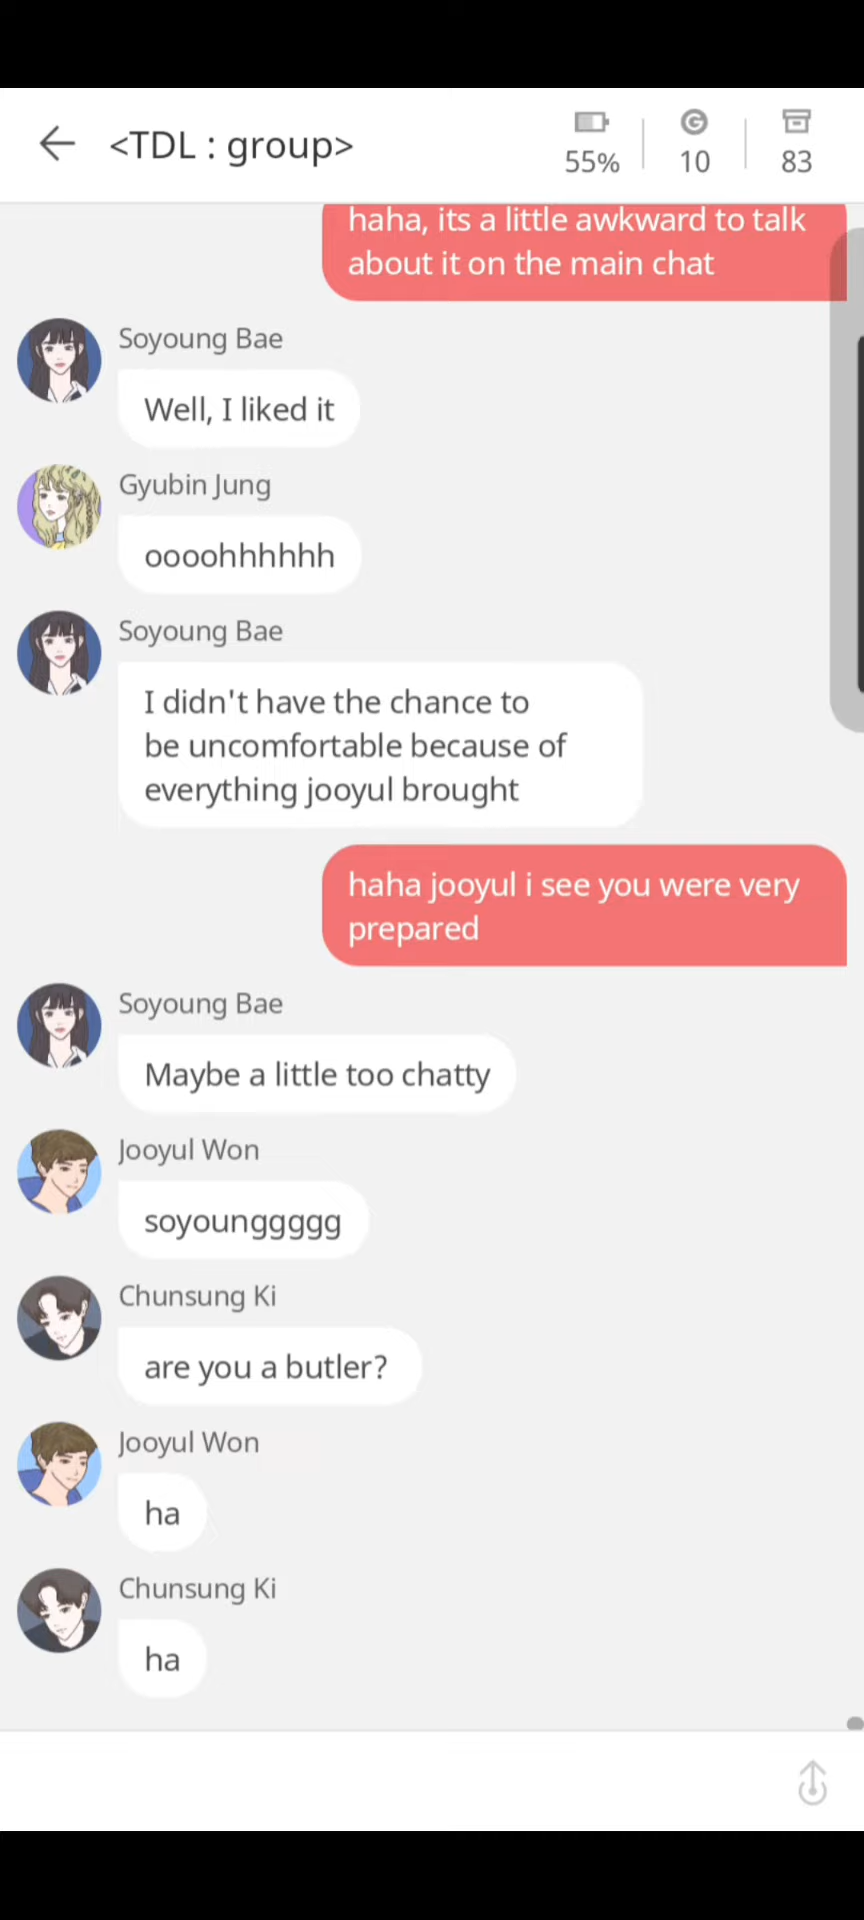 <TDL : group>
55%
10
83
haha, its a little awkward to talk
about it on the main chat
Soyoung Bae
Well, I liked it
Gyubin Jung
oooohhhhhh
Soyoung Bae
I didn't have the chance to
be uncomfortable because of
everything jooyul brought
haha jooyul i see you were very
prepared
Soyoung Bae
Maybe a little too chatty
Jooyul Won
soyounggggg
Chunsung Ki
are you a butler?
Jooyul Won
ha
Chunsung Ki
ha